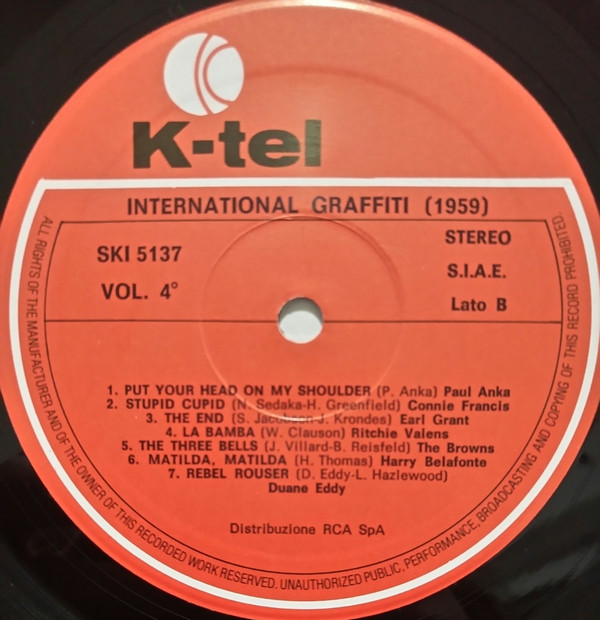 K-tel
INTERNATIONAL GRAFFITI (1959)
SKI 5137
VOL. 4°
STEREO
S.I.A.E.
Lato B
1. PUT YOUR HEAD ON MY SHOULDER (P. Anka) Paul Anka
2. STUPID CUPID (N. Sedaka-H. Greenfield) Connie Francis
3. THE END (S. Jacobson-J. Krondes) Earl Grant
4. LA BAMBA (W. Clauson) Ritchie Valens
5. THE THREE BELLS (J. Villard-B. Reisfeld) The Browns
6. MATILDA, MATILDA (H. Thomas) Harry Belafonte
7. REBEL ROUSER (D. Eddy-L. Hazlewood)
Duane Eddy
Distribuzione RCA SpA
ALL RIGHTS OF THE MANUFACTURER AND OF THE OWNER OF THIS RECORDED WORK RESERVED. UNAUTHORIZED PUBLIC, PERFORMANCE, BROADCASTING AND COPYING OF THIS RECORD PROHIBITED.